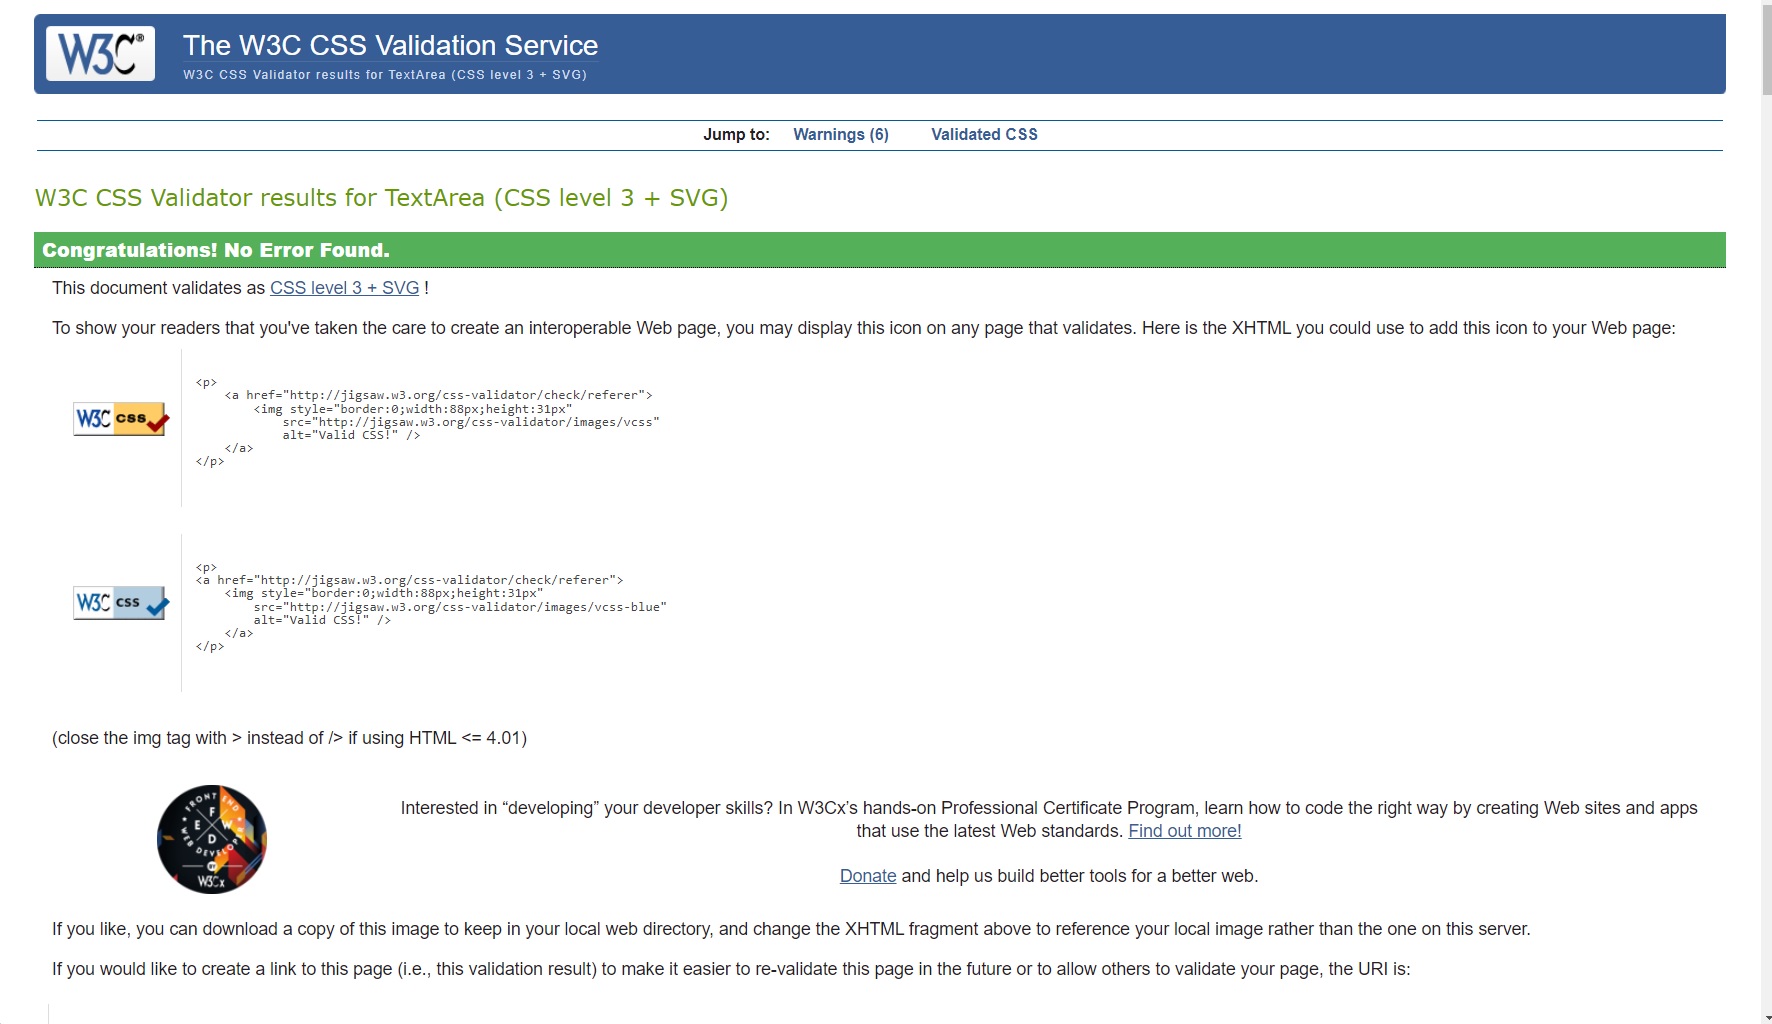 W3C®
The W3C CSS Validation Service
W3C CSS Validator results for TextArea (CSS level 3 + SVG)
Jump to: Warnings (6) Validated CSS
W3C CSS Validator results for TextArea (CSS level 3 + SVG)
Congratulations! No Error Found.
This document validates as CSS level 3 + SVG !
To show your readers that you've taken the care to create an interoperable Web page, you may display this icon on any page that validates. Here is the XHTML you could use to add this icon to your Web page:
W3C css
<p>
<a href="http://jigsaw.w3.org/css-validator/check/referer">
<img style="border:0;width:88px;height:31px"
src="http://jigsaw.w3.org/css-validator/images/vcss"
alt="Valid CSS!" />
</a>
</p>
W3C css
<p>
<a href="http://jigsaw.w3.org/css-validator/check/referer">
<img style="border:0;width:88px;height:31px"
src="http://jigsaw.w3.org/css-validator/images/vcss-blue"
alt="Valid CSS!" />
</a>
</p>
(close the img tag with > instead of /> if using HTML <= 4.01)
FRONT END
F E W D
WEB DEVELOPER
BY
W3Cx
Interested in “developing” your developer skills? In W3Cx’s hands-on Professional Certificate Program, learn how to code the right way by creating Web sites and apps
that use the latest Web standards. Find out more!
Donate and help us build better tools for a better web.
If you like, you can download a copy of this image to keep in your local web directory, and change the XHTML fragment above to reference your local image rather than the one on this server.
If you would like to create a link to this page (i.e., this validation result) to make it easier to re-validate this page in the future or to allow others to validate your page, the URI is: